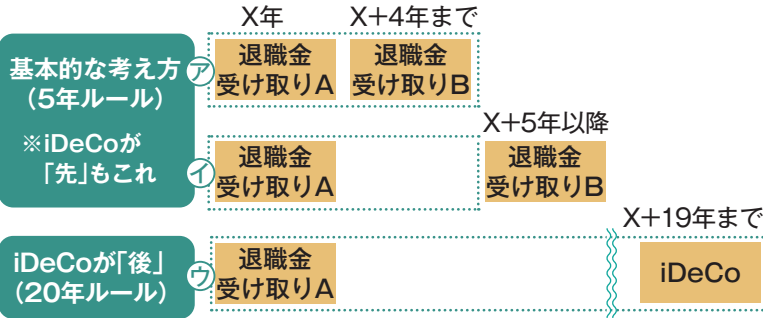 X年
X+4年まで
基本的な考え方
(5年ルール)
※iDeCoが
「先」もこれ
ア
退職金
受け取りA
退職金
受け取りB
X+5年以降
イ
退職金
受け取りA
退職金
受け取りB
X+19年まで
iDeCoが「後」
(20年ルール)
ウ
退職金
受け取りA
iDeCo